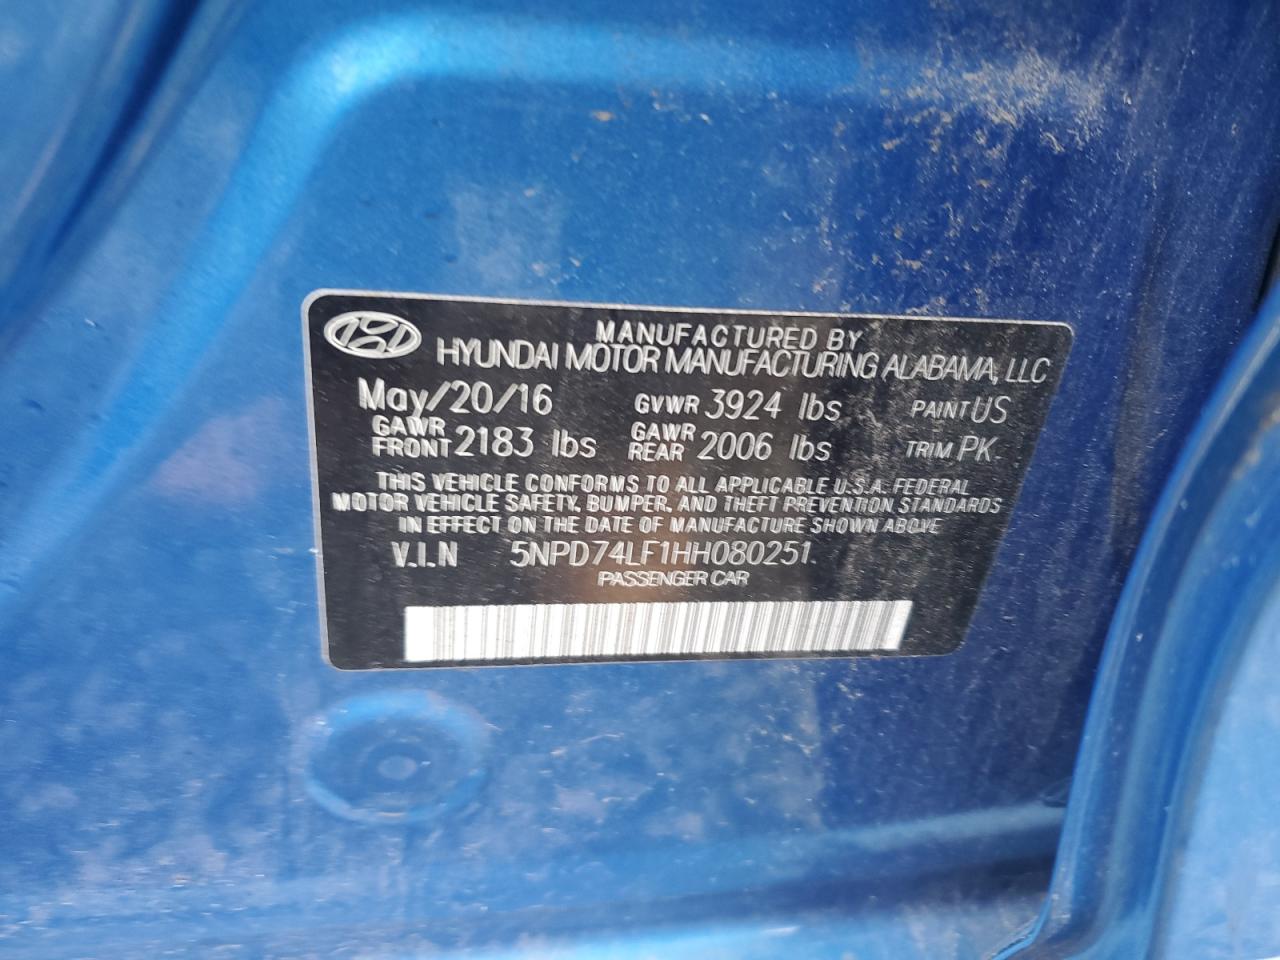 MANUFACTURED BY
HYUNDAI MOTOR MANUFACTURING ALABAMA, LLC
May/20/16 GVWR 3924 lbs PAINT US
GAWR FRONT 2183 lbs GAWR REAR 2006 lbs TRIM PK
THIS VEHICLE CONFORMS TO ALL APPLICABLE U.S.A. FEDERAL
MOTOR VEHICLE SAFETY, BUMPER, AND THEFT PREVENTION STANDARDS
IN EFFECT ON THE DATE OF MANUFACTURE SHOWN ABOVE
V.I.N 5NPD74LF1HH080251
PASSENGER CAR